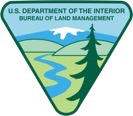 U.S. DEPARTMENT OF THE INTERIOR
BUREAU OF LAND MANAGEMENT